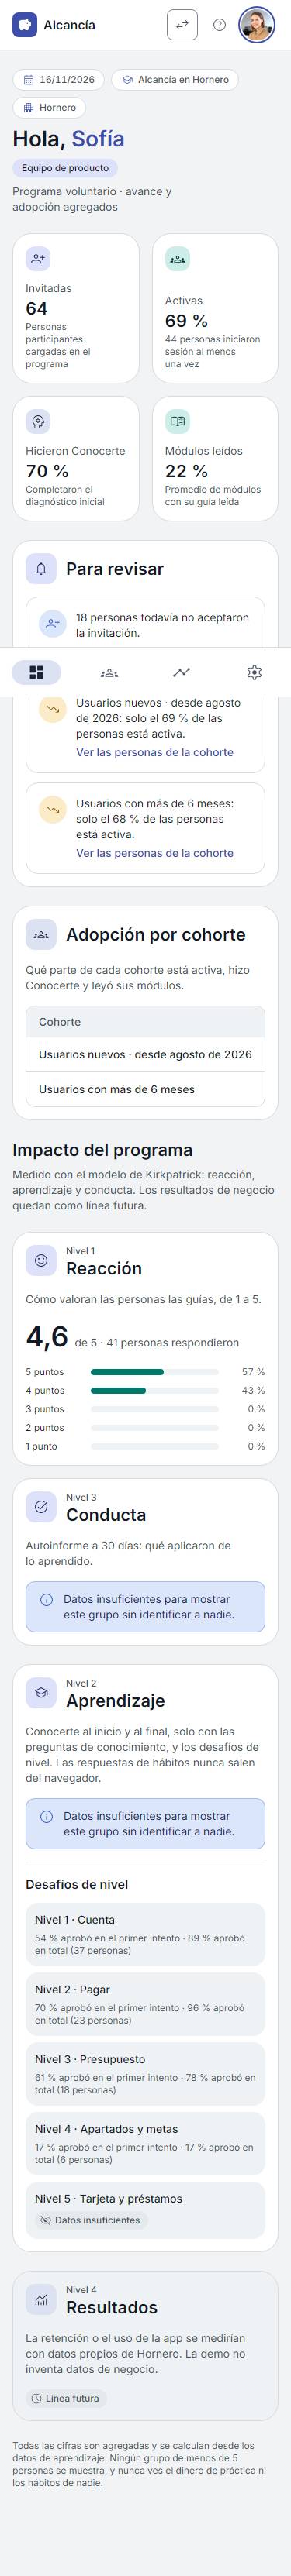 Alcancía
16/11/2026
Alcancía en Hornero
Hornero
Hola, Sofía
Equipo de producto
Programa voluntario · avance y
adopción agregados
Invitadas
64
Personas
participantes
cargadas en el
programa
Activas
69 %
44 personas iniciaron
sesión al menos
una vez
Hicieron Conocerte
70 %
Completaron el
diagnóstico inicial
Módulos leídos
22 %
Promedio de módulos
con su guía leída
Para revisar
18 personas todavía no aceptaron
la invitación.
Usuarios nuevos · desde agosto
de 2026: solo el 69 % de las
personas está activa.
Ver las personas de la cohorte
Usuarios con más de 6 meses:
solo el 68 % de las personas
está activa.
Ver las personas de la cohorte
Adopción por cohorte
Qué parte de cada cohorte está activa, hizo
Conocerte y leyó sus módulos.
Cohorte
Usuarios nuevos · desde agosto de 2026
Usuarios con más de 6 meses
Impacto del programa
Medido con el modelo de Kirkpatrick: reacción,
aprendizaje y conducta. Los resultados de negocio
quedan como línea futura.
Nivel 1
Reacción
Cómo valoran las personas las guías, de 1 a 5.
4,6 de 5 · 41 personas respondieron
5 puntos 57 %
4 puntos 43 %
3 puntos 0 %
2 puntos 0 %
1 punto 0 %
Nivel 3
Conducta
Autoinforme a 30 días: qué aplicaron de
lo aprendido.
Datos insuficientes para mostrar
este grupo sin identificar a nadie.
Nivel 2
Aprendizaje
Conocerte al inicio y al final, solo con las
preguntas de conocimiento, y los desafíos de
nivel. Las respuestas de hábitos nunca salen
del navegador.
Datos insuficientes para mostrar
este grupo sin identificar a nadie.
Desafíos de nivel
Nivel 1 · Cuenta
54 % aprobó en el primer intento · 89 % aprobó
en total (37 personas)
Nivel 2 · Pagar
70 % aprobó en el primer intento · 96 % aprobó
en total (23 personas)
Nivel 3 · Presupuesto
61 % aprobó en el primer intento · 78 % aprobó en
total (18 personas)
Nivel 4 · Apartados y metas
17 % aprobó en el primer intento · 17 % aprobó en
total (6 personas)
Nivel 5 · Tarjeta y préstamos
Datos insuficientes
Nivel 4
Resultados
La retención o el uso de la app se medirían
con datos propios de Hornero. La demo no
inventa datos de negocio.
Línea futura
Todas las cifras son agregadas y se calculan desde los
datos de aprendizaje. Ningún grupo de menos de 5
personas se muestra, y nunca ves el dinero de práctica ni
los hábitos de nadie.